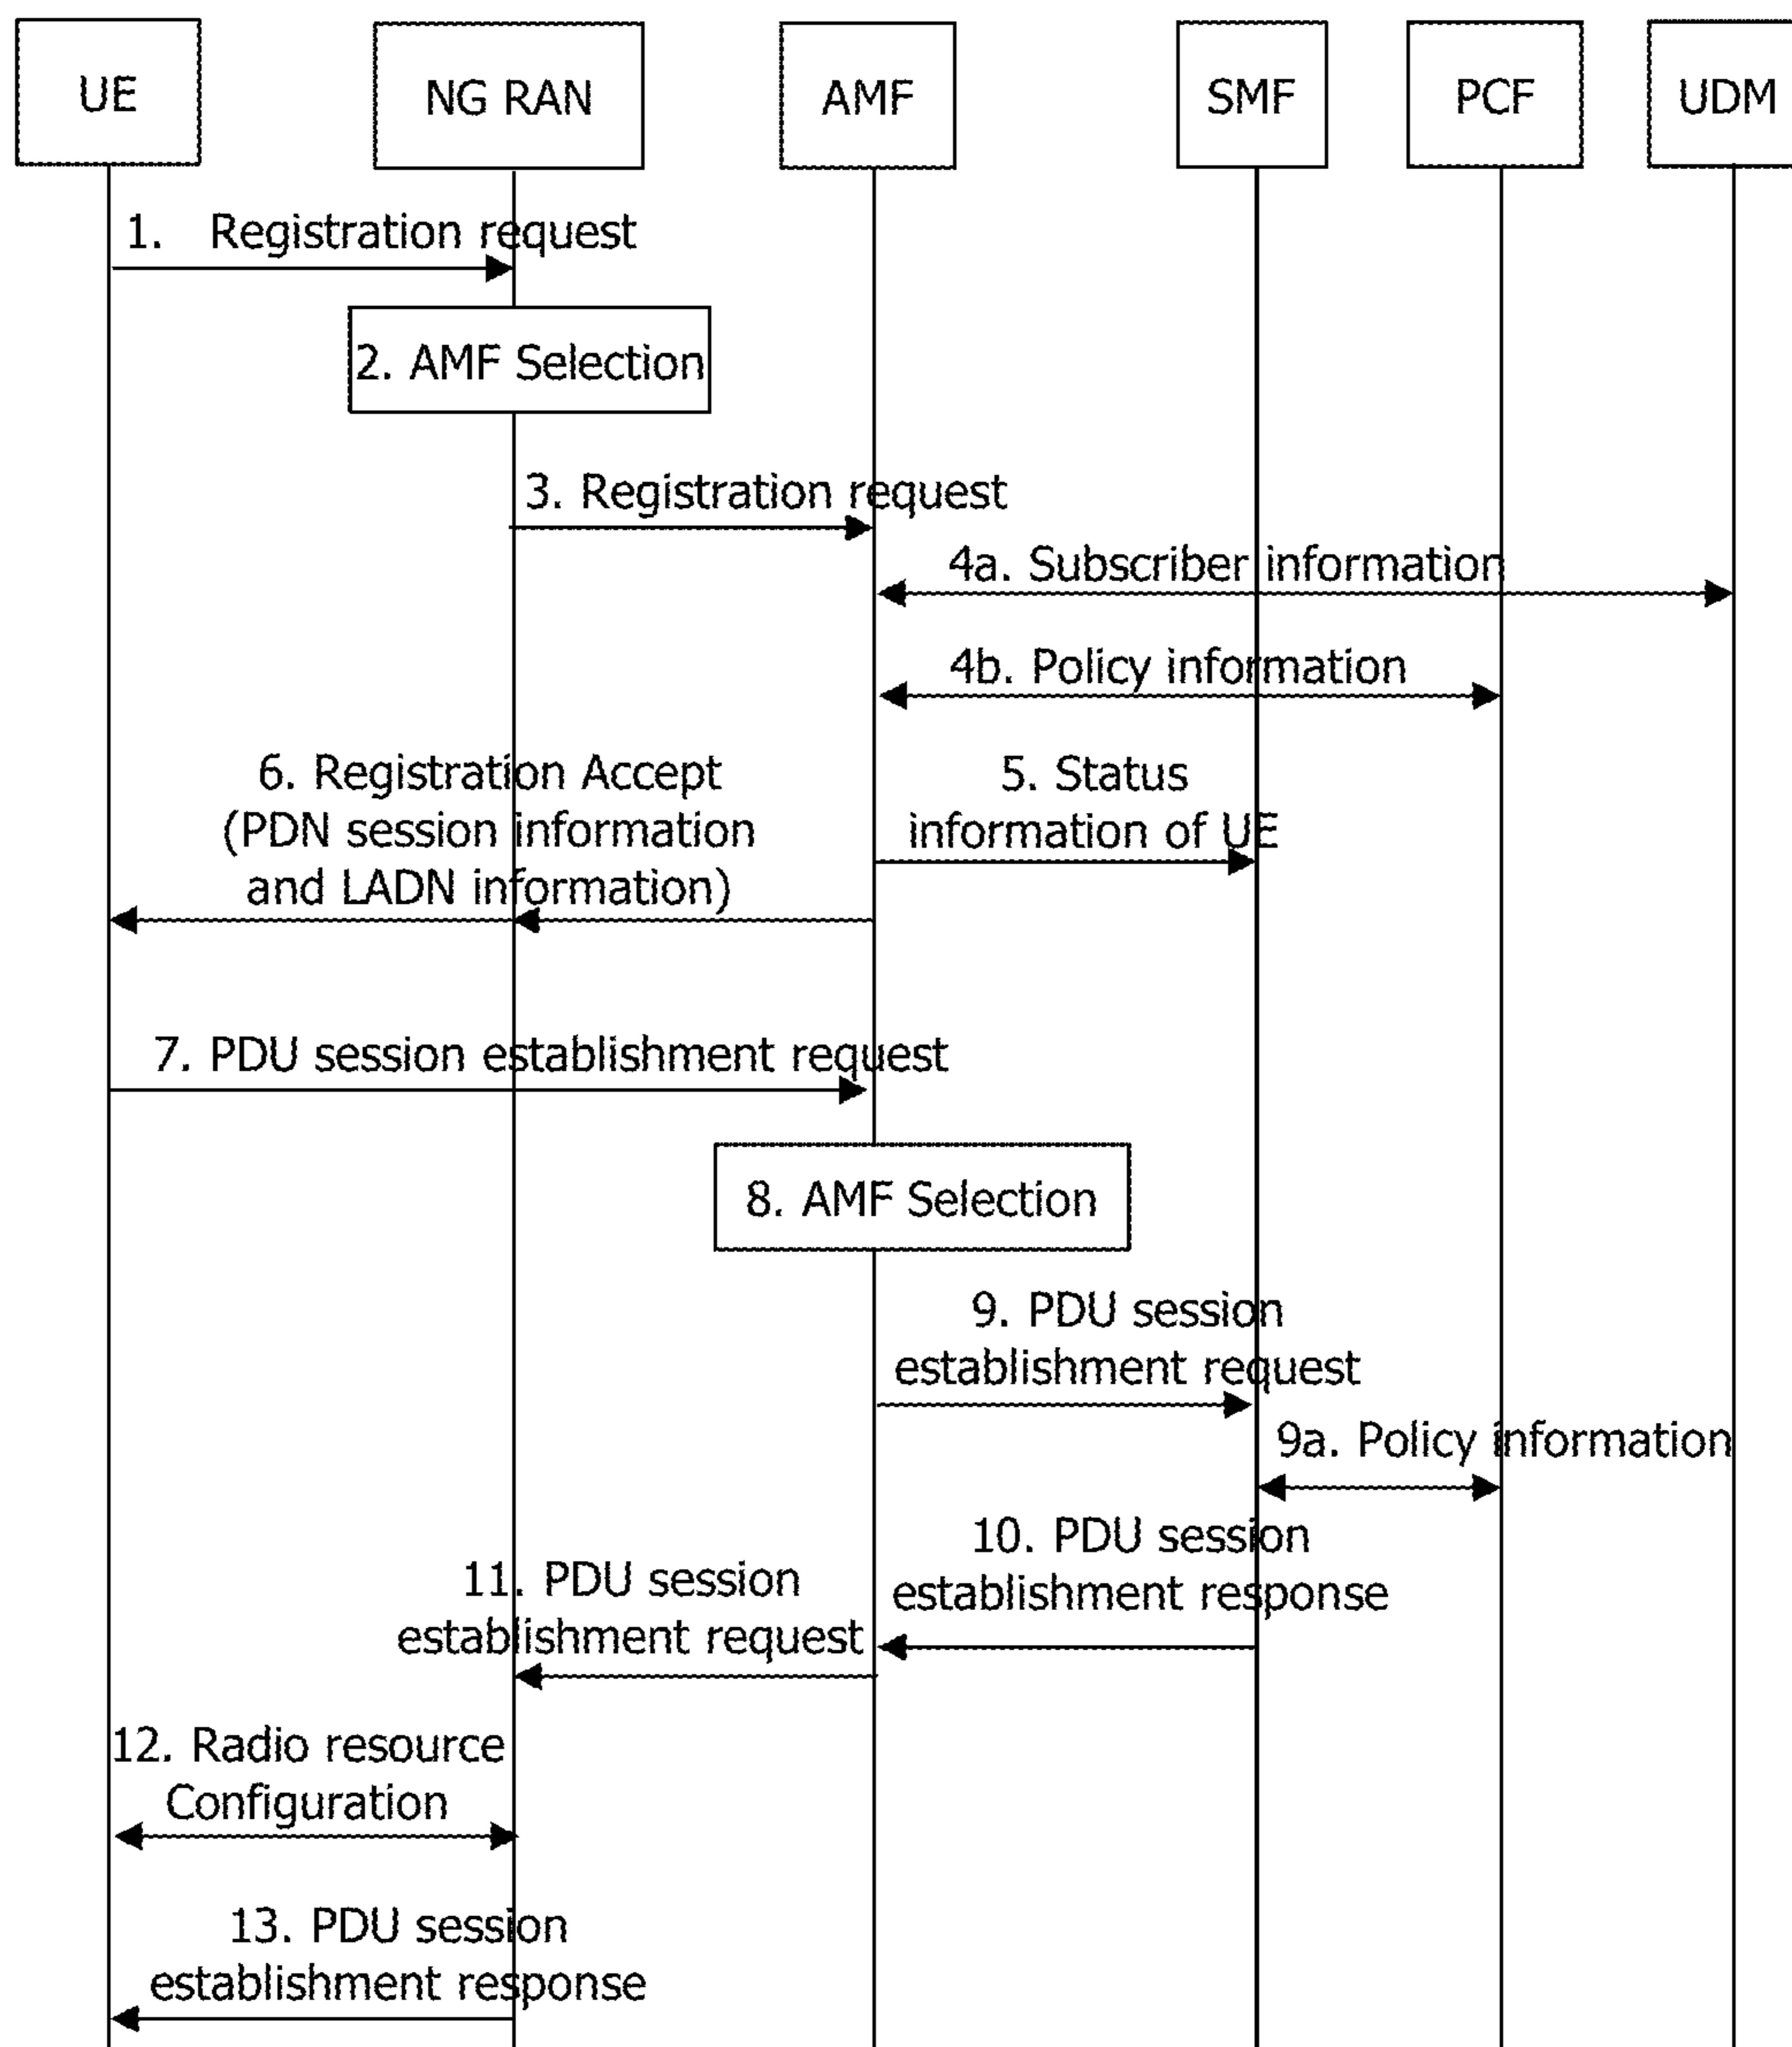 UE
NG RAN
AMF
SMF
PCF
UDM
1. Registration request
2. AMF Selection
3. Registration request
4a. Subscriber information
4b. Policy information
6. Registration Accept
(PDN session information
and LADN information)
5. Status
information of UE
7. PDU session establishment request
8. AMF Selection
9. PDU session
establishment request
9a. Policy information
10. PDU session
establishment response
11. PDU session
establishment request
12. Radio resource
Configuration
13. PDU session
establishment response